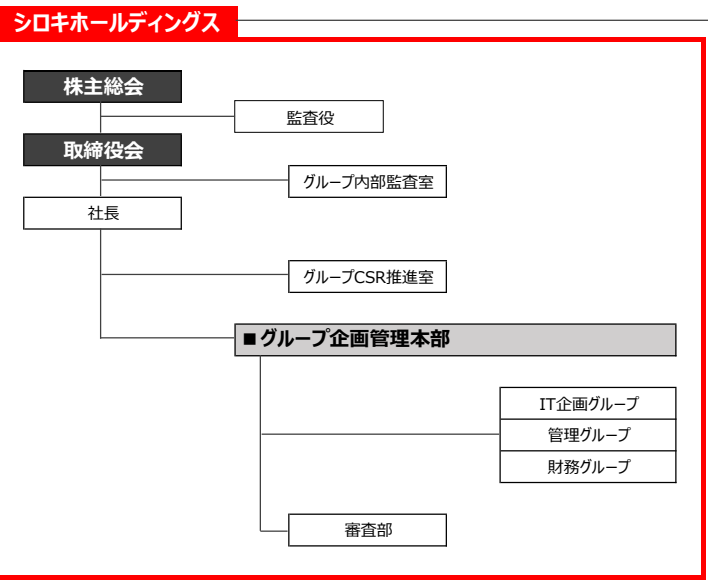 シロキホールディングス
株主総会
監査役
取締役会
グループ内部監査室
社長
グループCSR推進室
■グループ企画管理本部
IT企画グループ
管理グループ
財務グループ
審査部